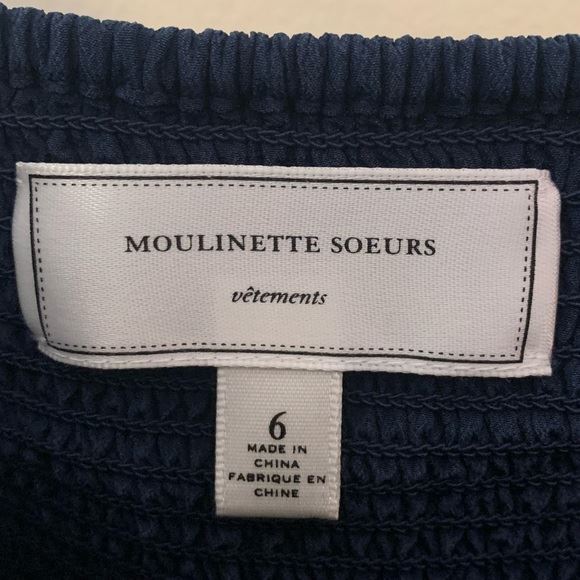 MOULINETTE SOEURS
vêtements
6
MADE IN
CHINA
FABRIQUE EN
CHINE